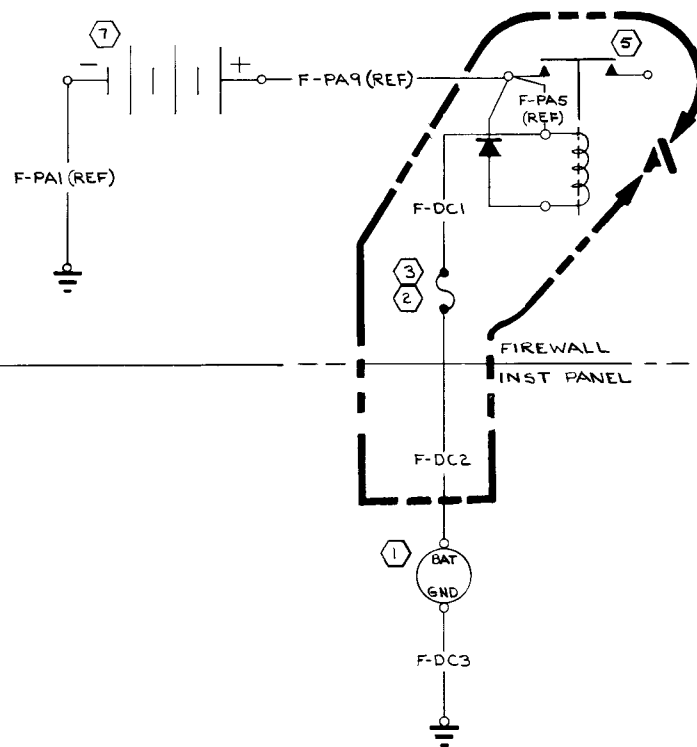 7
5
- +
F-PA9 (REF)
F-PA5
(REF)
A
F-PA1 (REF)
F-DC1
3
2
FIREWALL
INST PANEL
F-DC2
1
BAT
GND
F-DC3